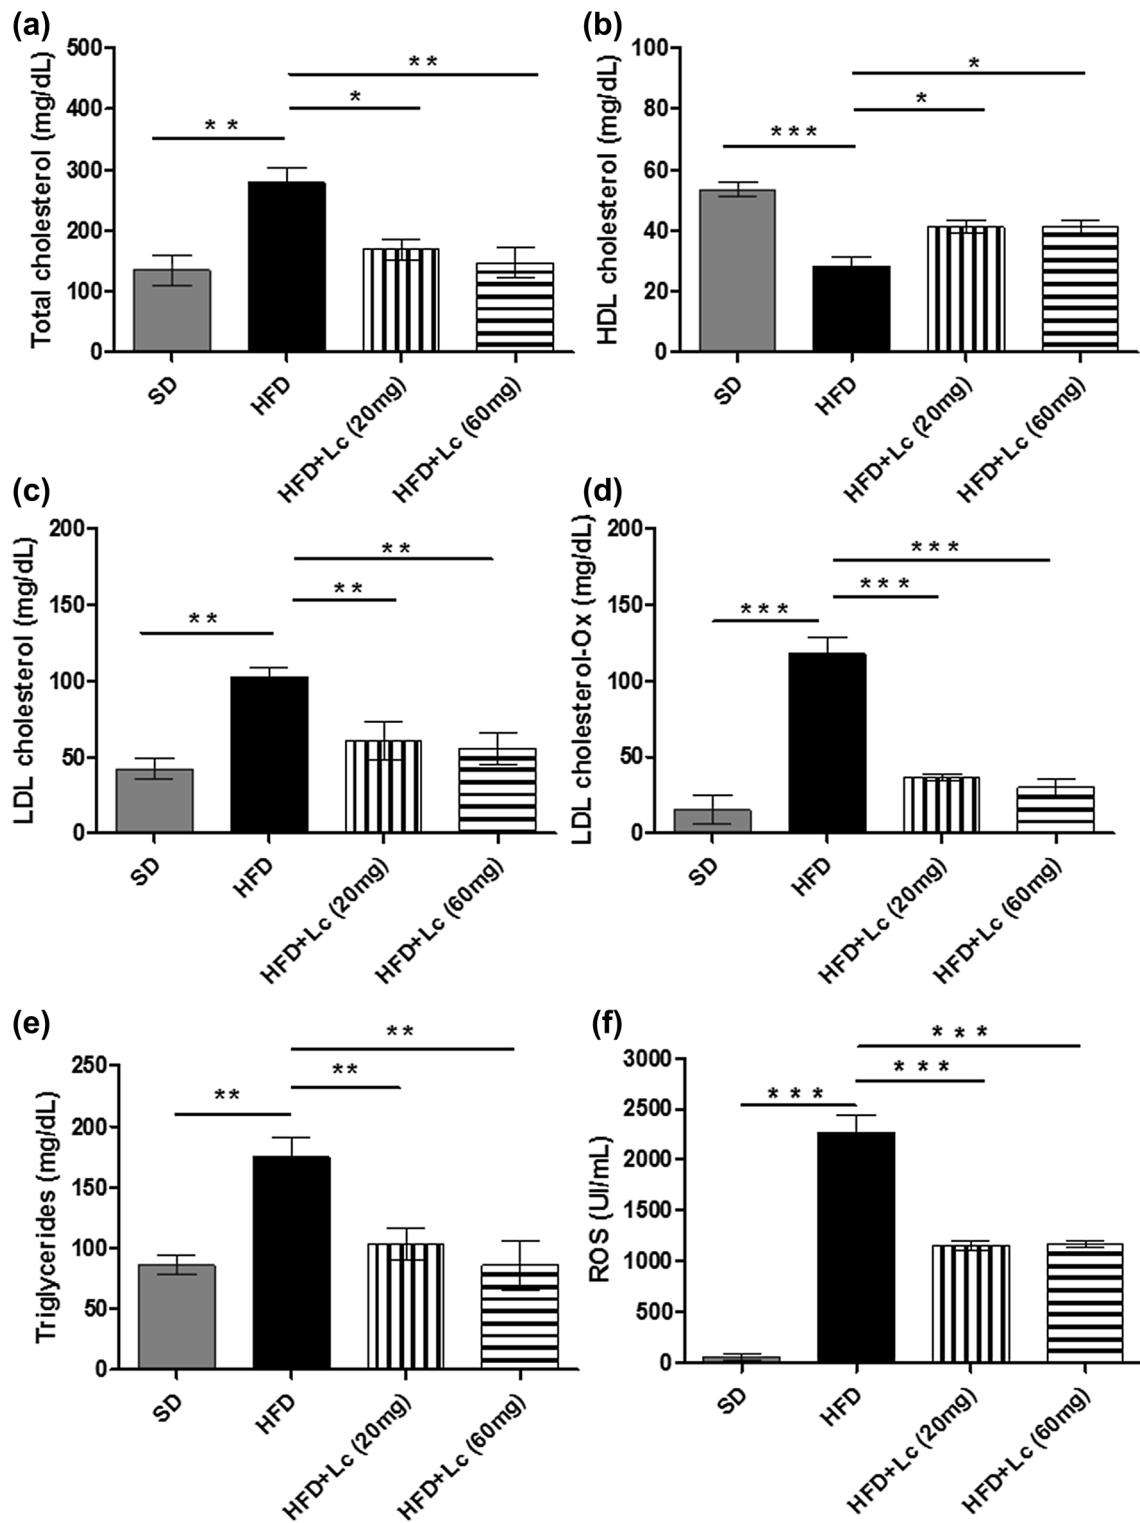 (a)
Total cholesterol (mg/dL)
500
400
300
200
100
0
* *
*
* *
SD
HFD
HFD+Lc (20mg)
HFD+Lc (60mg)
(b)
HDL cholesterol (mg/dL)
100
80
60
40
20
0
* * *
*
*
SD
HFD
HFD+Lc (20mg)
HFD+Lc (60mg)
(c)
LDL cholesterol (mg/dL)
200
150
100
50
0
* *
* *
* *
SD
HFD
HFD+Lc (20mg)
HFD+Lc (60mg)
(d)
LDL cholesterol-Ox (mg/dL)
200
150
100
50
0
* * *
* * *
* * *
SD
HFD
HFD+Lc (20mg)
HFD+Lc (60mg)
(e)
Triglycerides (mg/dL)
250
200
150
100
50
0
**
**
**
SD
HFD
HFD+Lc (20mg)
HFD+Lc (60mg)
(f)
ROS (UI/mL)
3000
2500
2000
1500
1000
500
0
* * *
* * *
* * *
SD
HFD
HFD+Lc (20mg)
HFD+Lc (60mg)